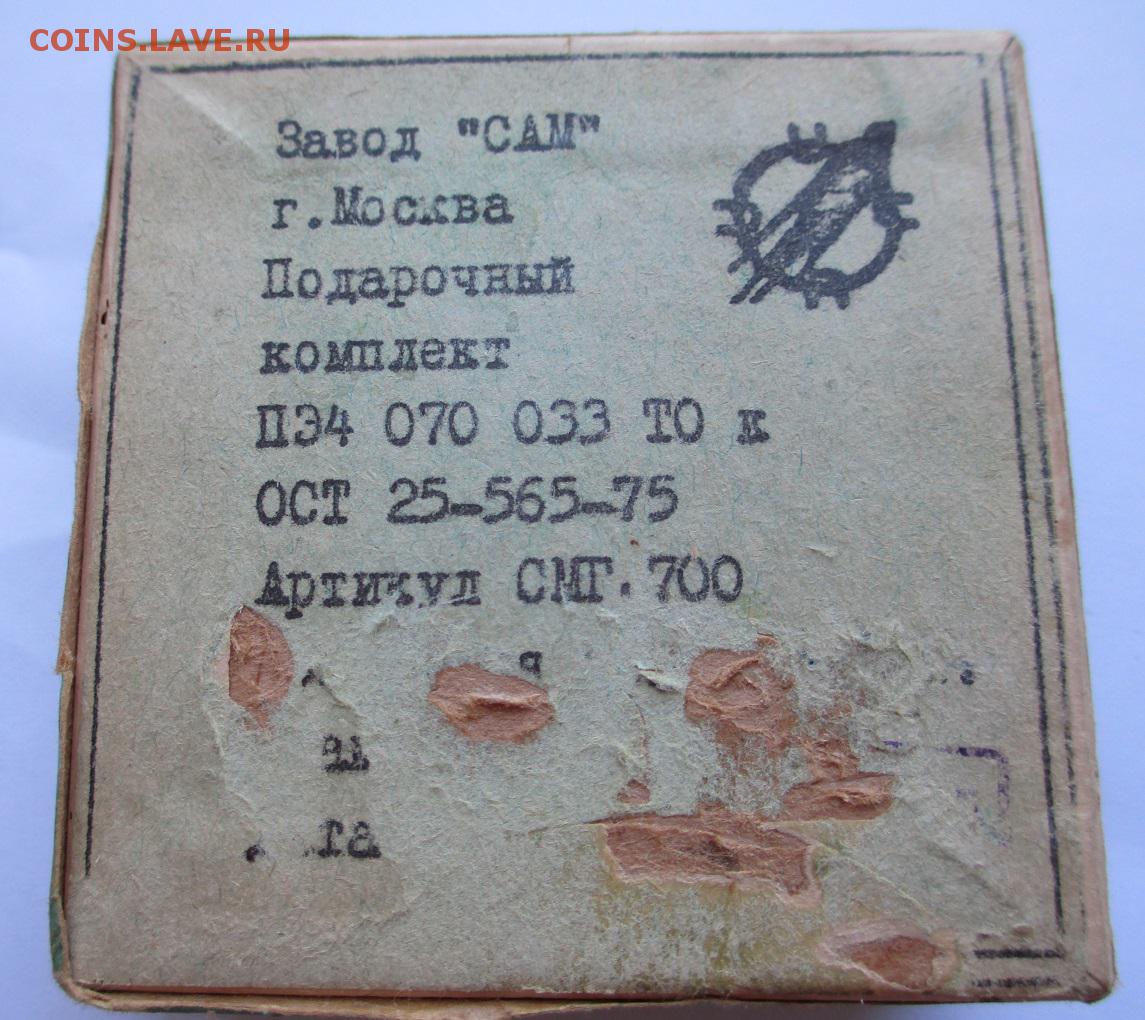 COINS.LAVE.RU
Завод "САМ"
г.Москва
Подарочный
комплект
ПЭ4 070 033 ТО и
ОСТ 25-565-75
Артикул СМГ.700